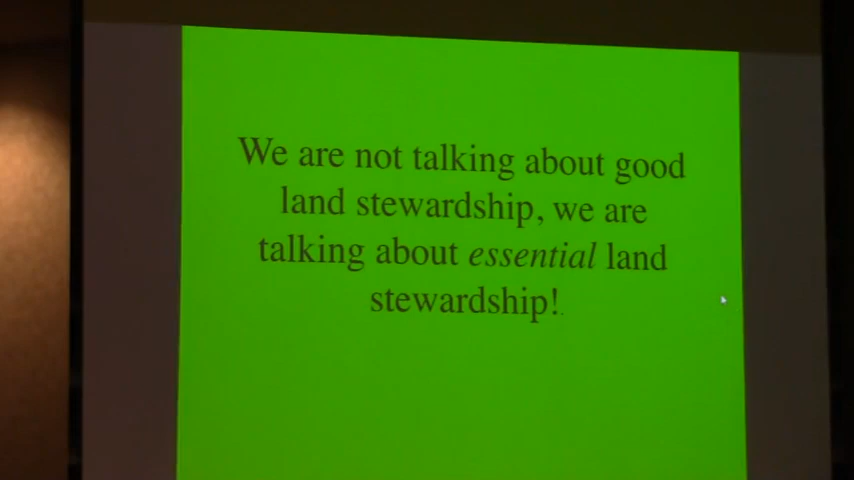 We are not talking about good
land stewardship, we are
talking about essential land
stewardship!.